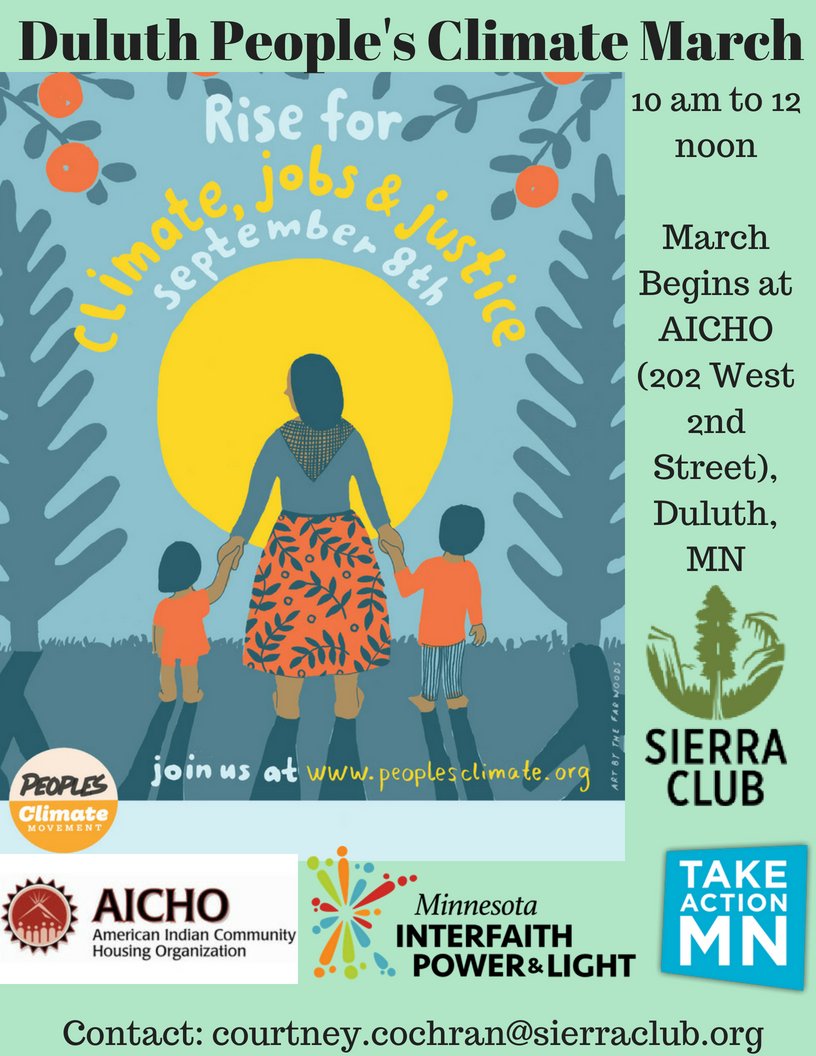 Duluth People's Climate March
Rise for
climate, jobs & justice
september 8th
10 am to 12
noon
March
Begins at
AICHO
(202 West
2nd
Street),
Duluth,
MN
join us at www.peoplesclimate.org
ART BY THE FAR WOODS
PEOPLES
Climate
MOVEMENT
SIERRA
CLUB
AICHO
American Indian Community
Housing Organization
Minnesota
INTERFAITH
POWER & LIGHT
TAKE
ACTION
MN
Contact: courtney.cochran@sierraclub.org